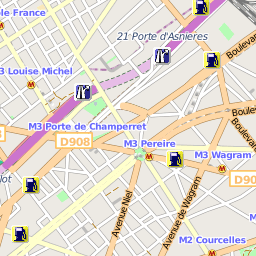 ole France
21 Porte d'Asnières
Boulevard
M3 Louise Michel
Boule
M3 Porte de Champerret
D908
M3 Pereire
M3 Wagram
lot
D90
Avenue Niel
Avenue de Wagram
M2 Courcelles